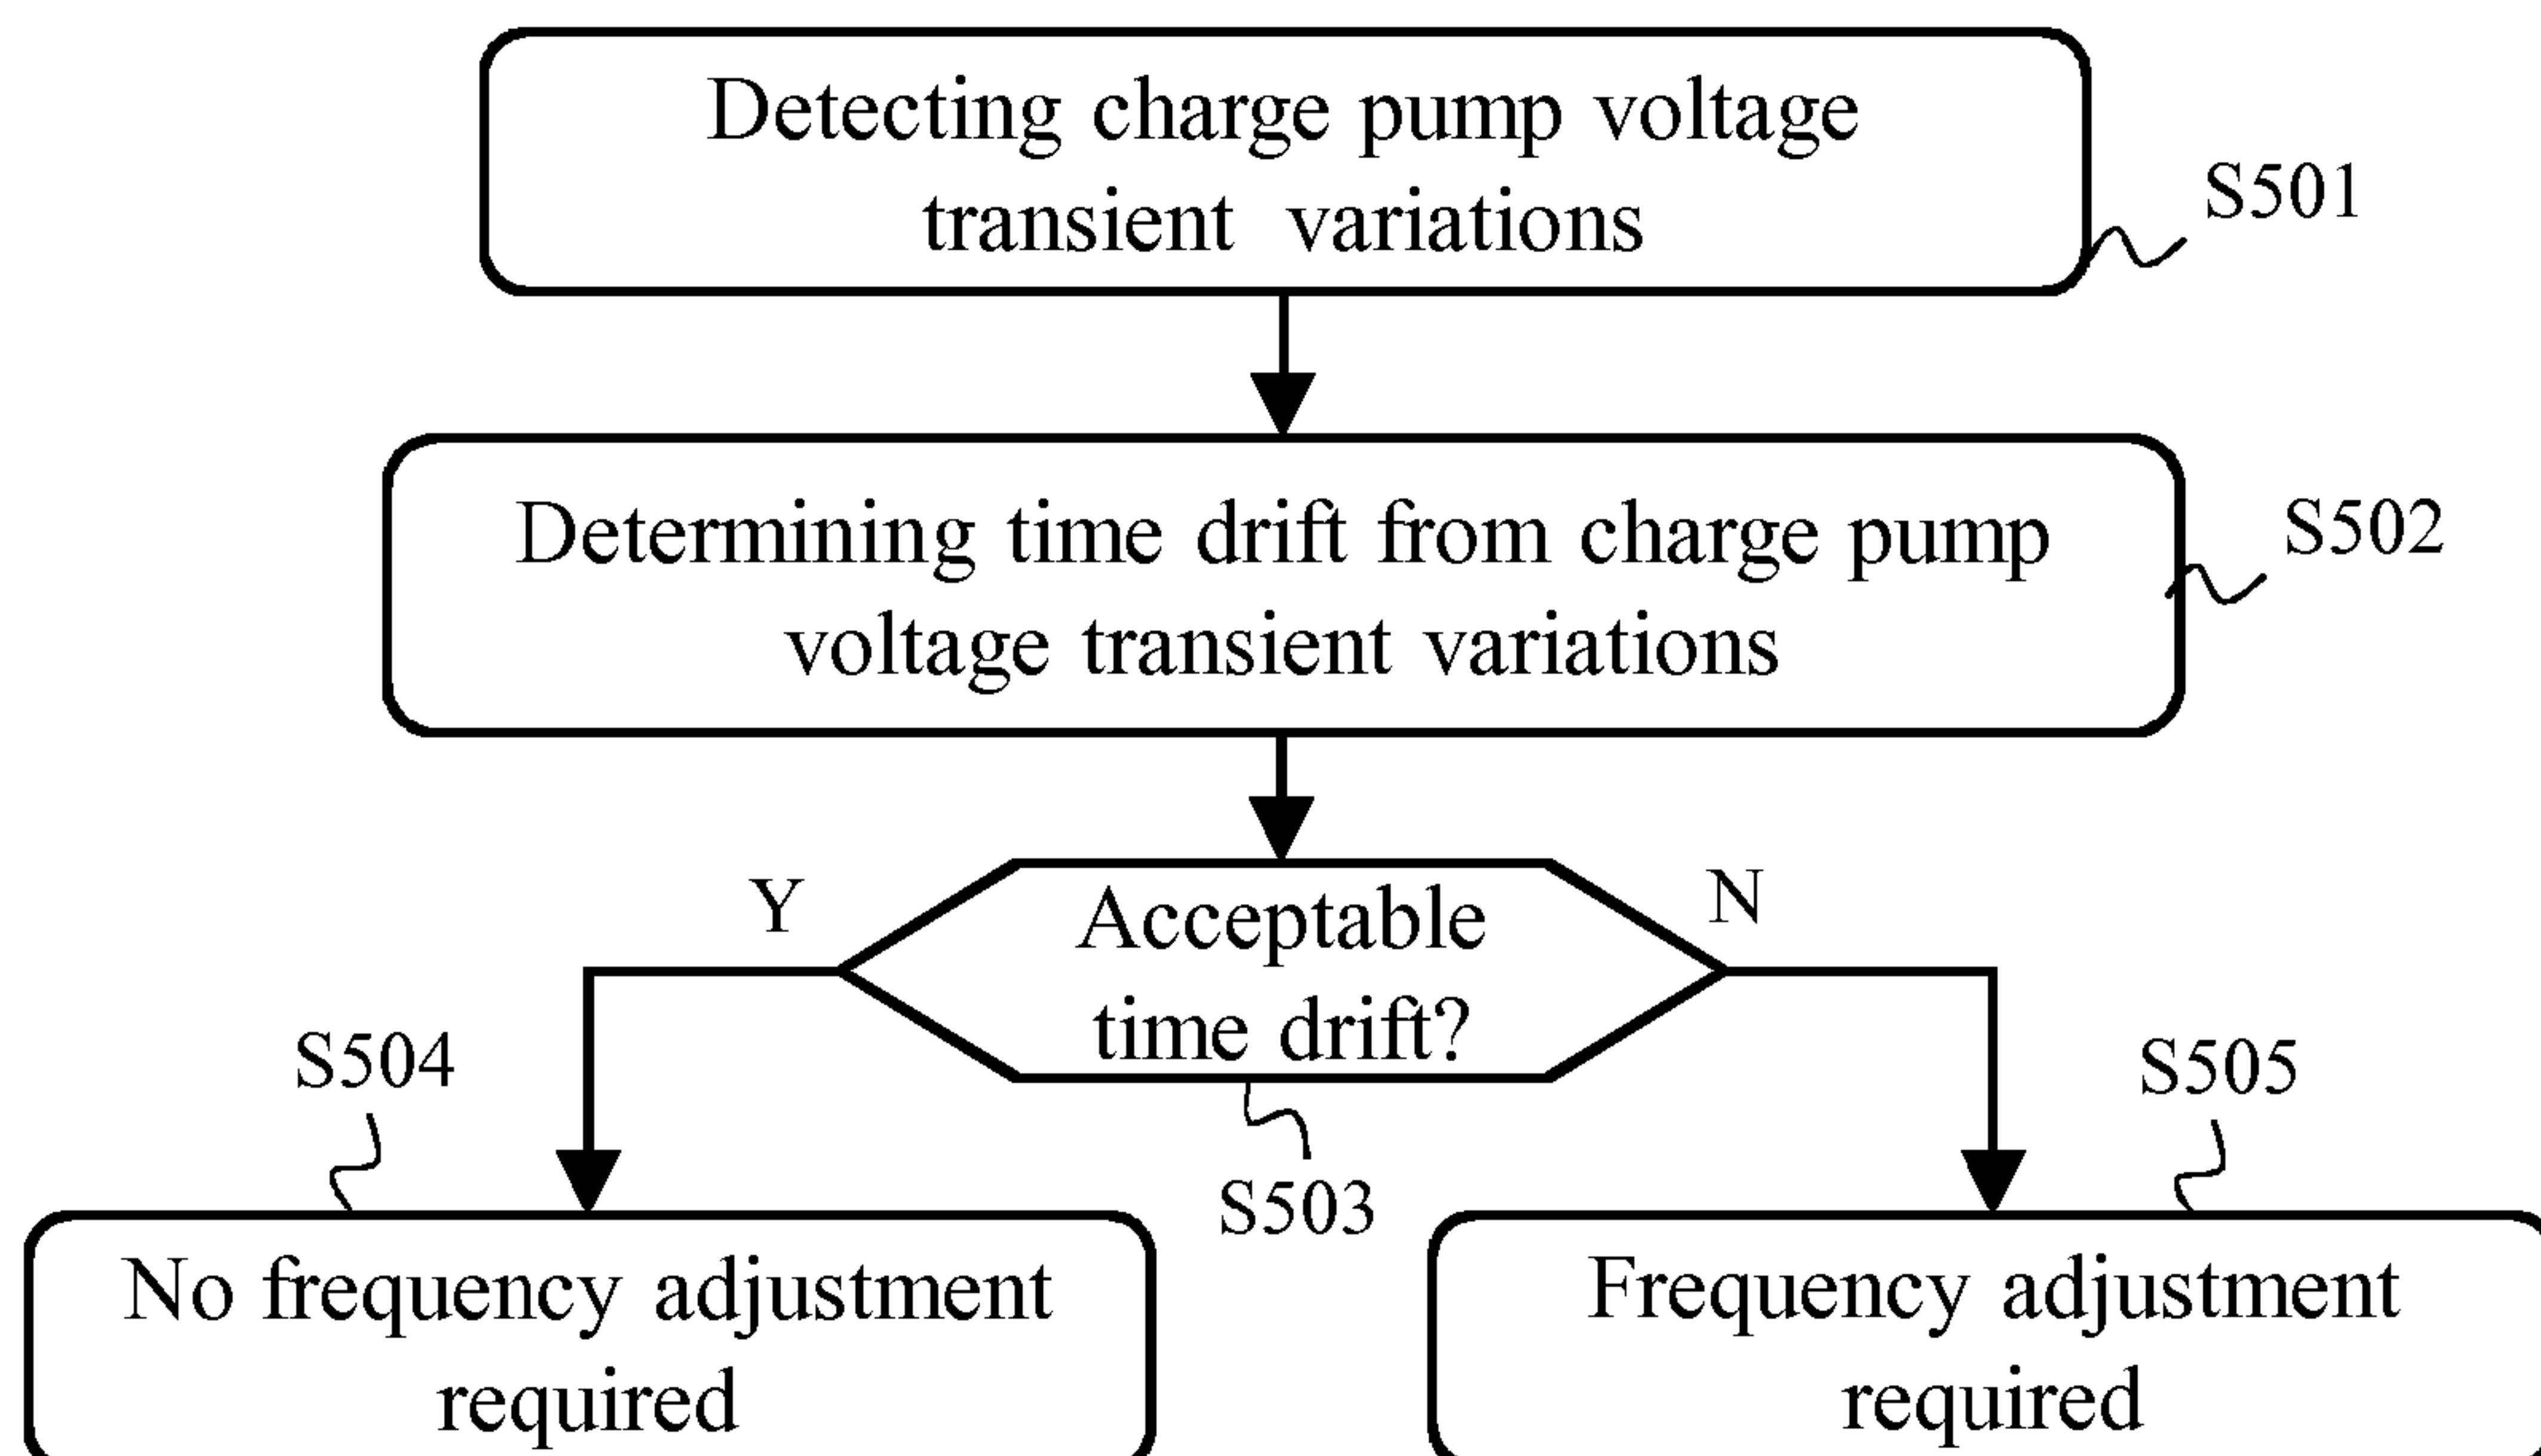 Detecting charge pump voltage
transient variations
S501
Determining time drift from charge pump
voltage transient variations
S502
Y
N
Acceptable
time drift?
S503
S504
S505
No frequency adjustment
required
Frequency adjustment
required